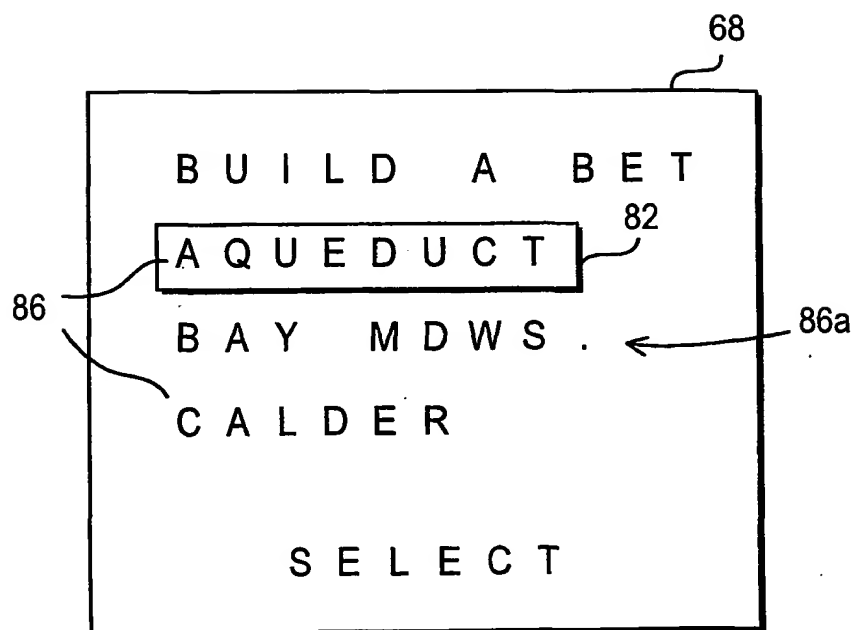 68
BUILD A BET
AQUEDUCT
82
86
BAY MDWS.
86a
CALDER
SELECT